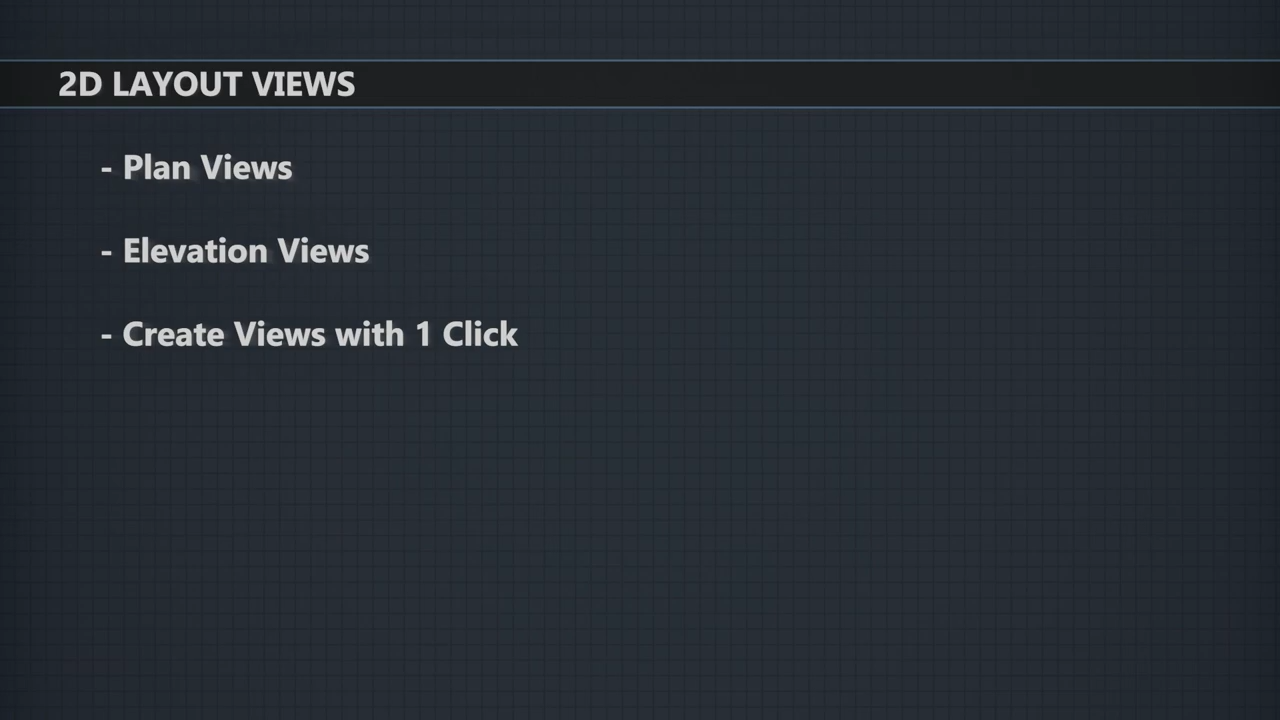 2D LAYOUT VIEWS
- Plan Views
- Elevation Views
- Create Views with 1 Click